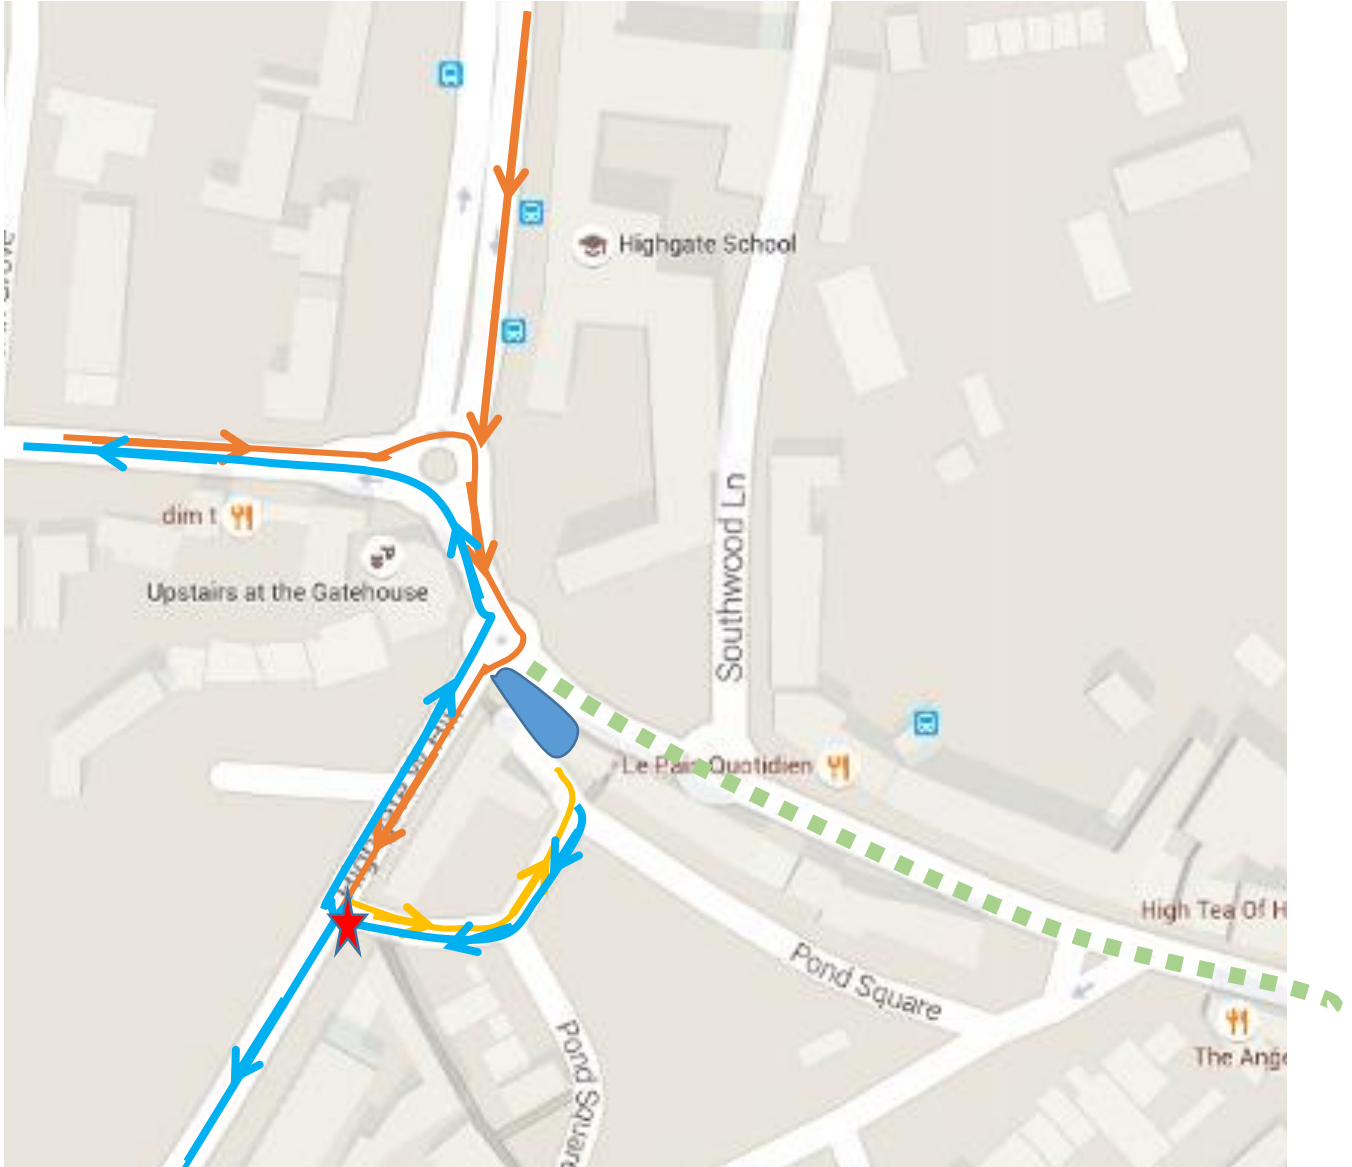 Highgate School
Southwood Ln
dim t
Upstairs at the Gatehouse
Le Pain Quotidien
High Tea Of H
Pond Square
The Ange
Pond Square